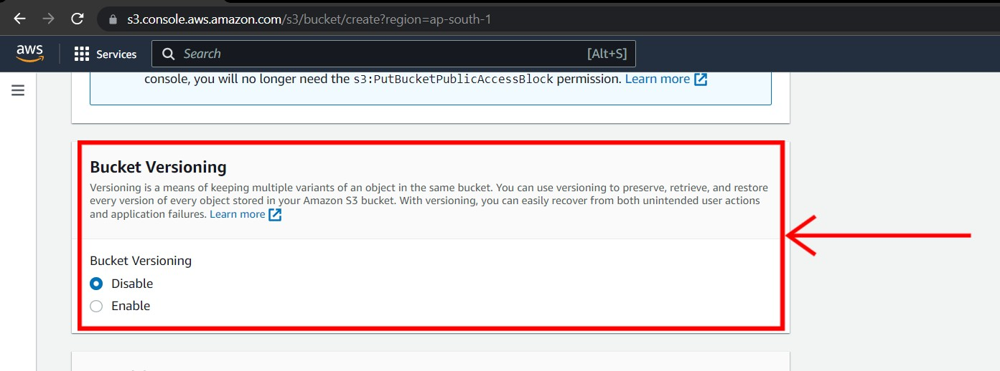 s3.console.aws.amazon.com/s3/bucket/create?region=ap-south-1
aws Services Search [Alt+S]
console, you will no longer need the s3:PutBucketPublicAccessBlock permission. Learn more
Bucket Versioning
Versioning is a means of keeping multiple variants of an object in the same bucket. You can use versioning to preserve, retrieve, and restore
every version of every object stored in your Amazon S3 bucket. With versioning, you can easily recover from both unintended user actions
and application failures. Learn more
Bucket Versioning
Disable
Enable